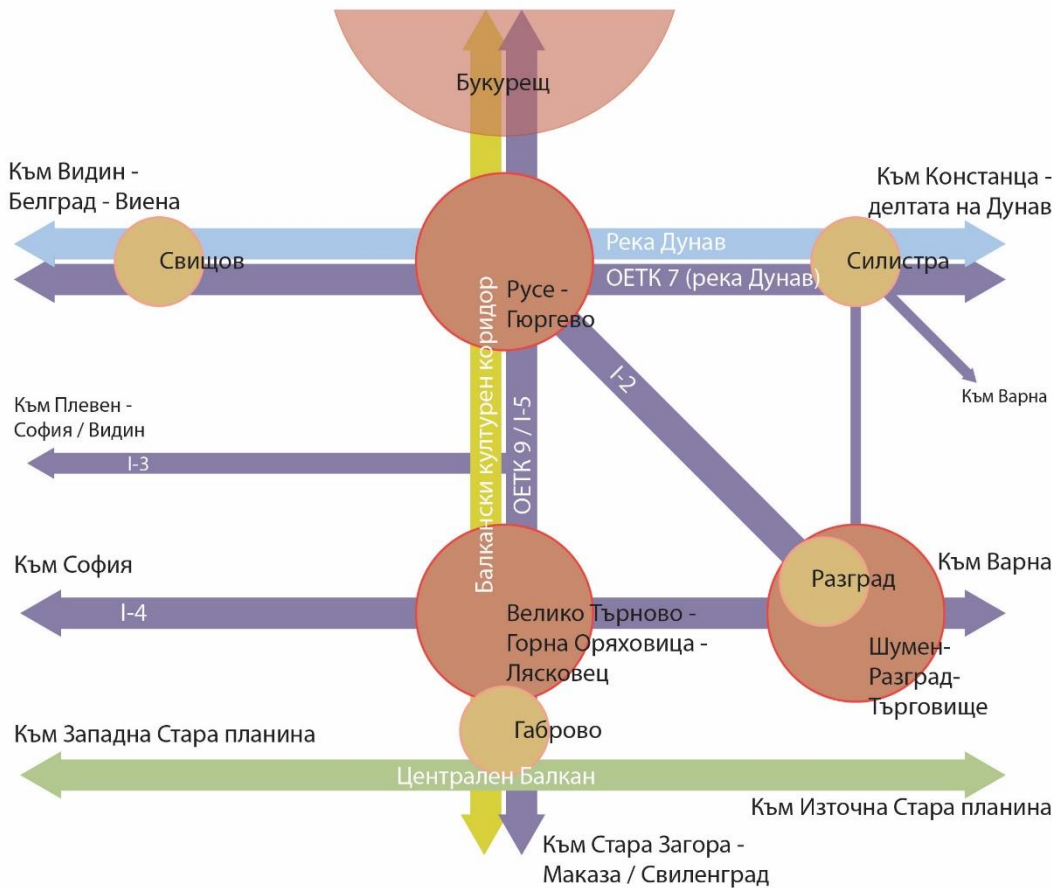 Букурещ
Към Видин -
Белград - Виена
Към Констанца -
делтата на Дунав
Река Дунав
Свищов
Силистра
ОЕТК 7 (река Дунав)
Русе -
Гюргево
Балкански културен коридор
ОЕТК 9 / I-5
I-2
Към Варна
Към Плевен -
София / Видин
I-3
Към София
I-4
Разград
Към Варна
Велико Търново -
Горна Оряховица -
Лясковец
Шумен-
Разград-
Търговище
Габрово
Към Западна Стара планина
Централен Балкан
Към Източна Стара планина
Към Стара Загора -
Маказа / Свиленград